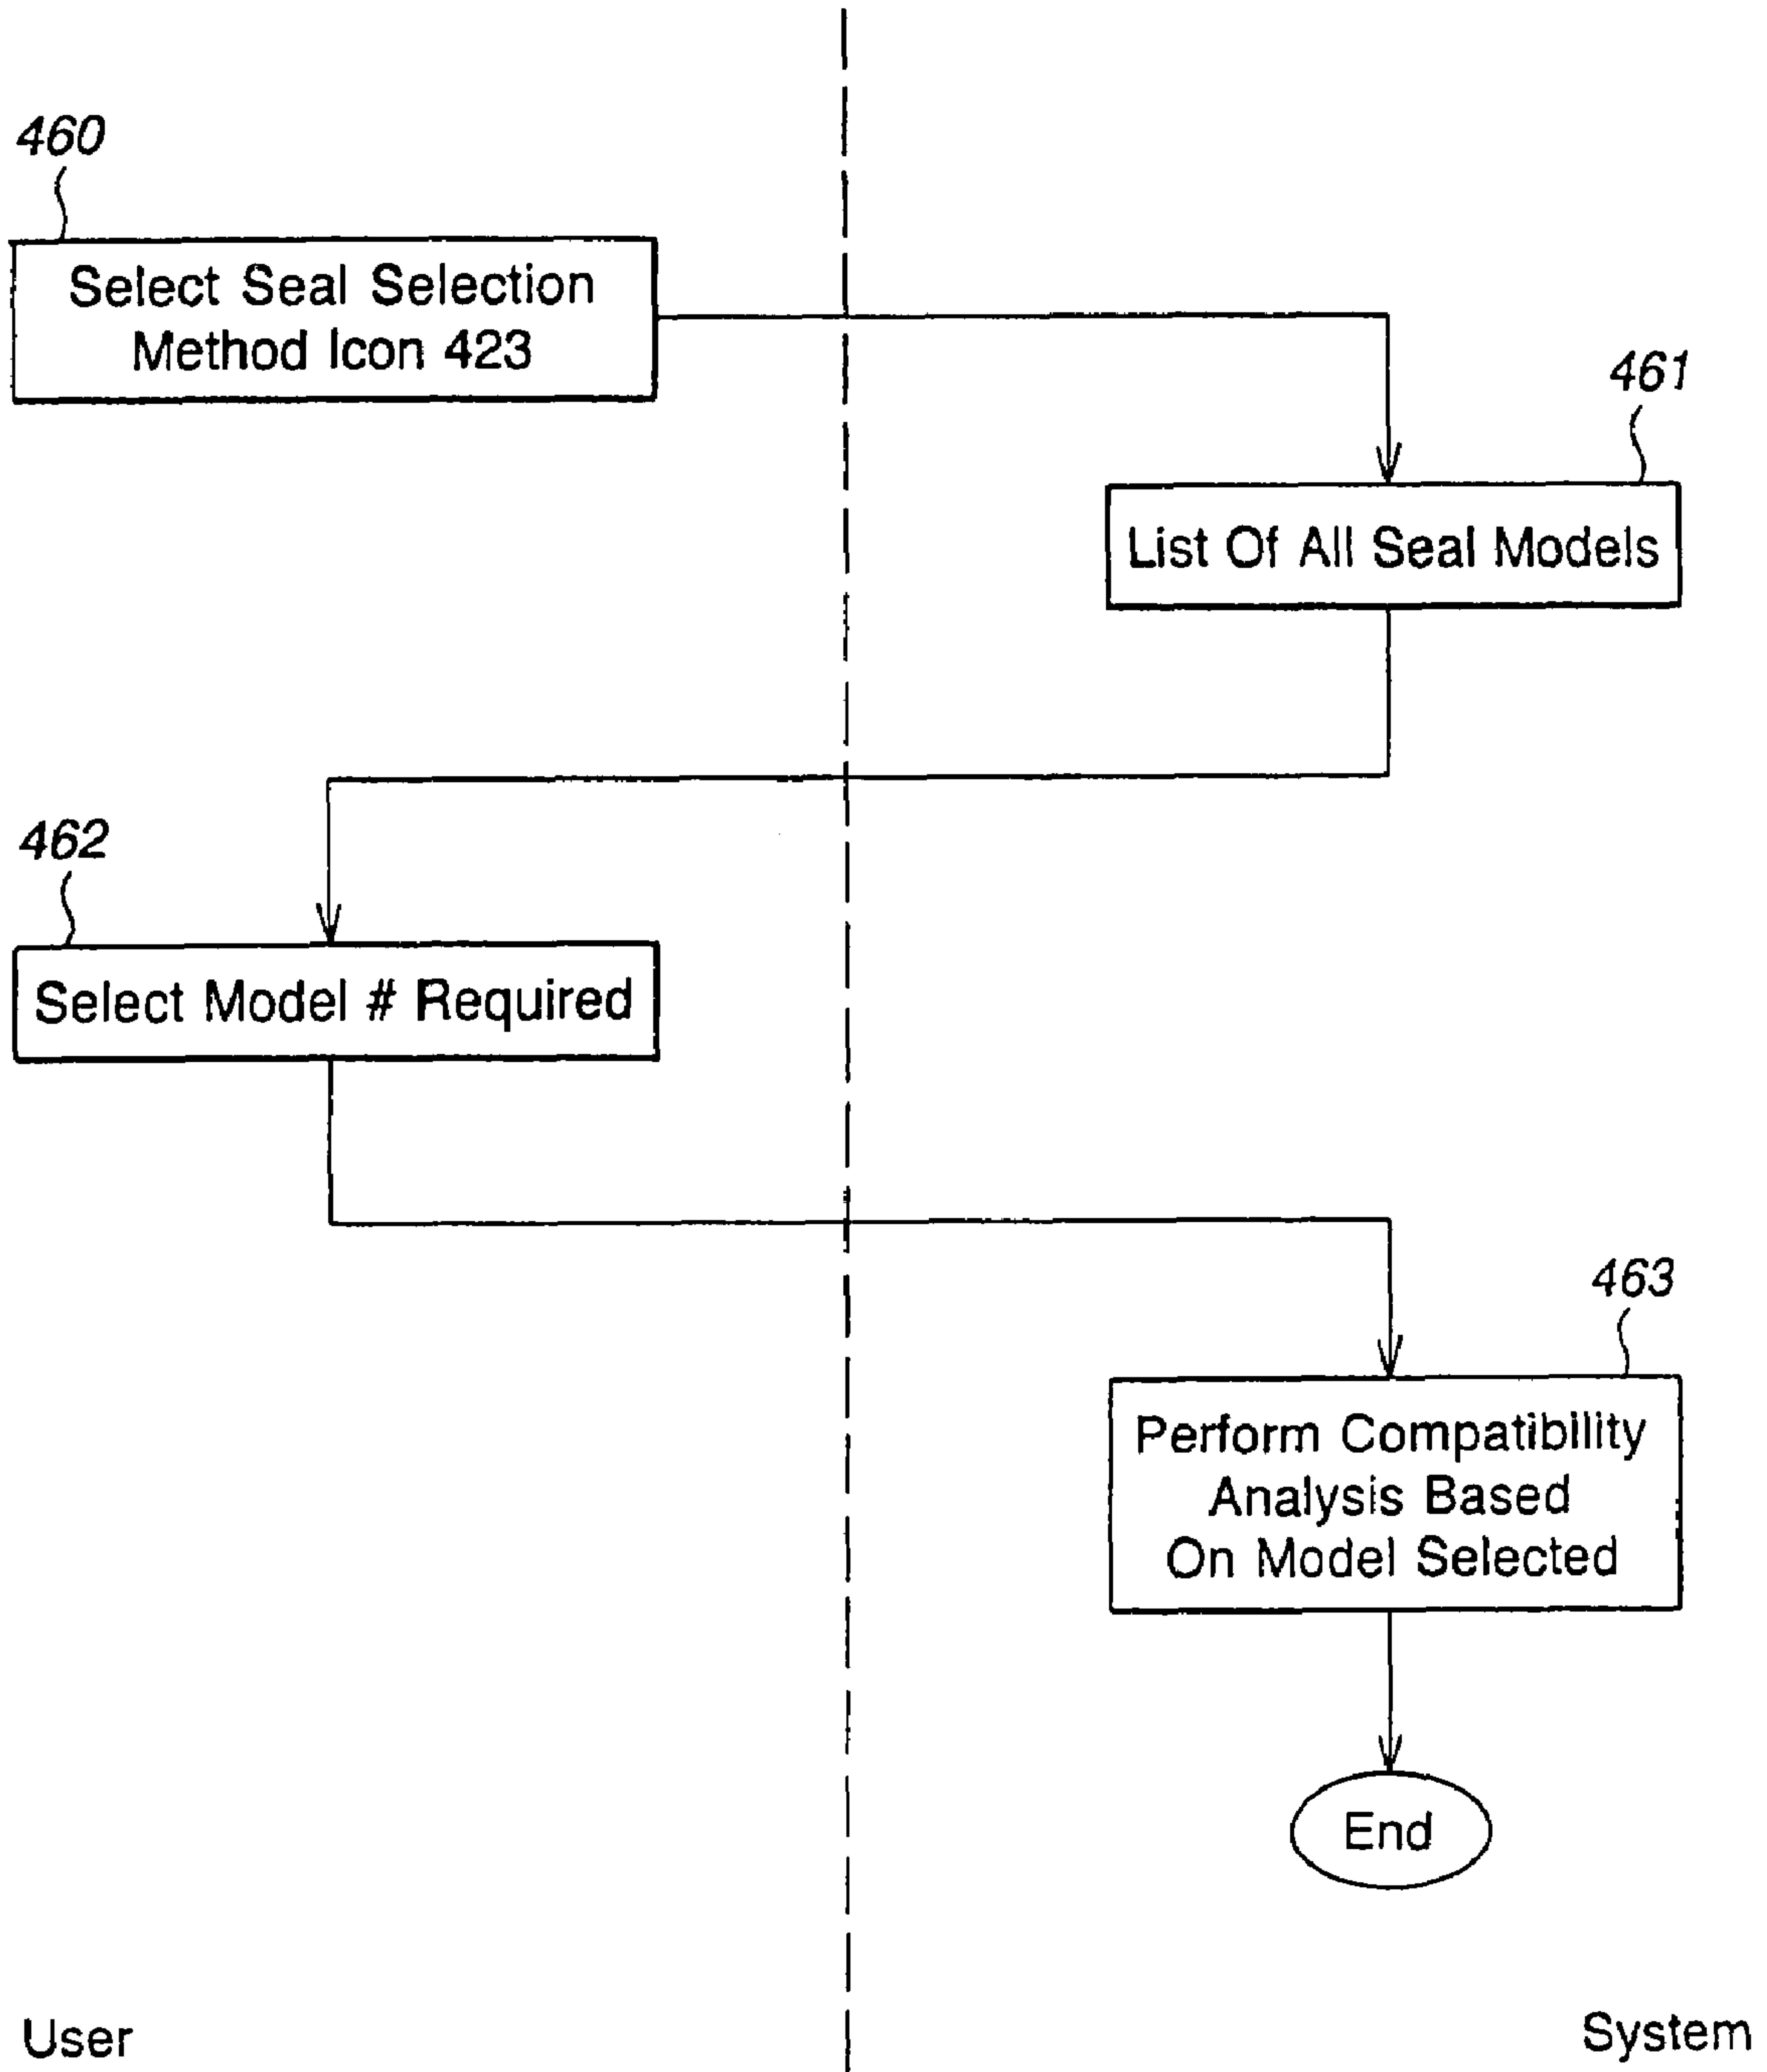 460
Select Seal Selection
Method Icon 423
461
List Of All Seal Models
462
Select Model # Required
463
Perform Compatibility
Analysis Based
On Model Selected
End
User
System